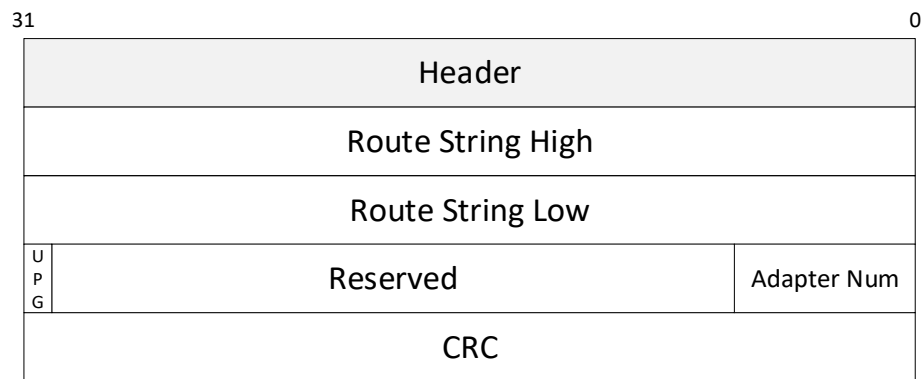 31 0
Header
Route String High
Route String Low
U
P
G
Reserved
Adapter Num
CRC